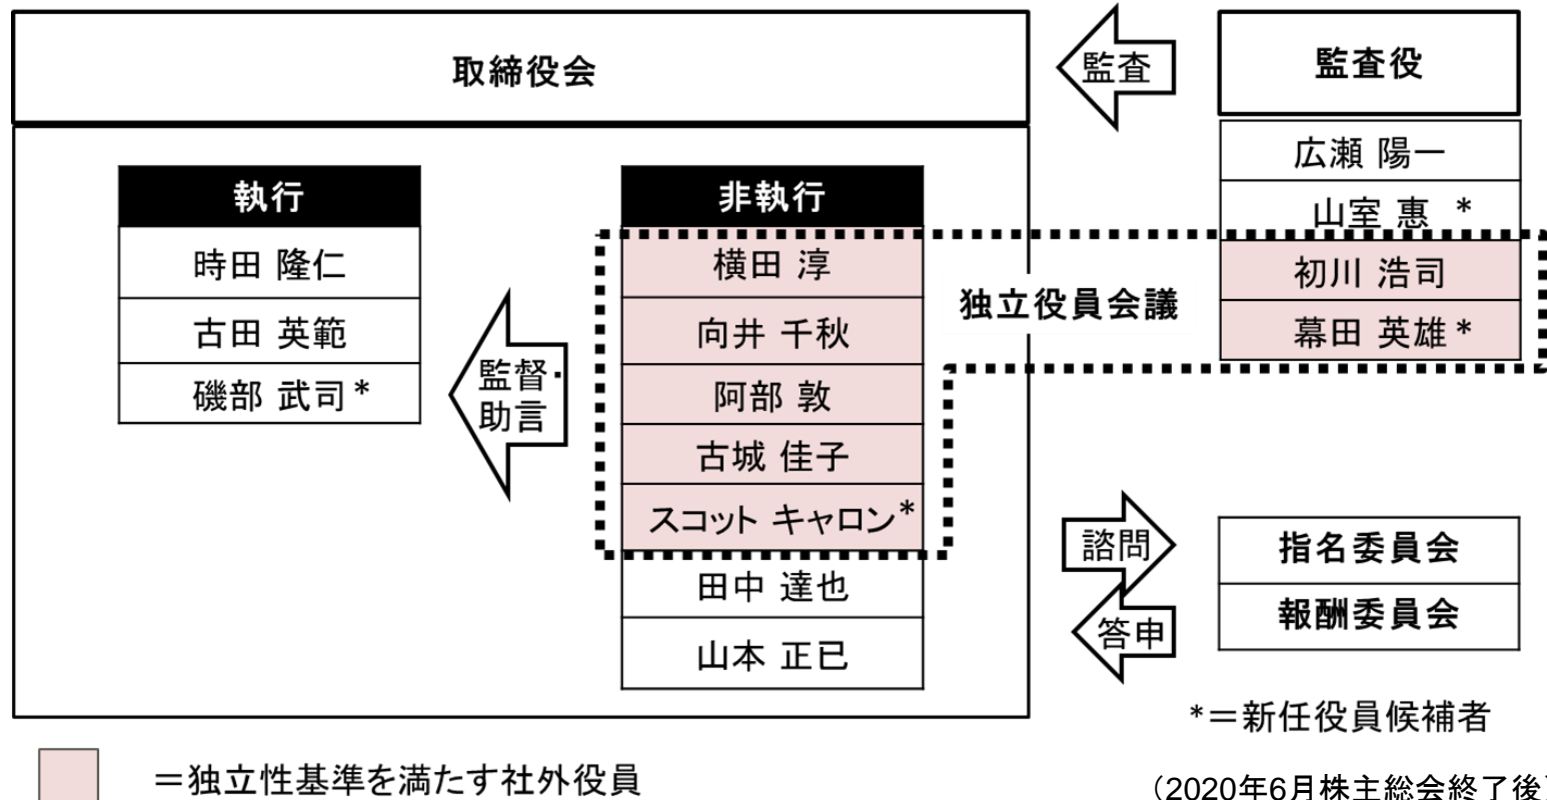 取締役会
監査
監査役
広瀬 陽一
山室 惠 *
初川 浩司
幕田 英雄*
執行
時田 隆仁
古田 英範
磯部 武司*
監督・
助言
非執行
横田 淳
向井 千秋
阿部 敦
古城 佳子
スコット キャロン*
田中 達也
山本 正已
独立役員会議
諮問
答申
指名委員会
報酬委員会
*＝新任役員候補者
＝独立性基準を満たす社外役員
（2020年6月株主総会終了後）